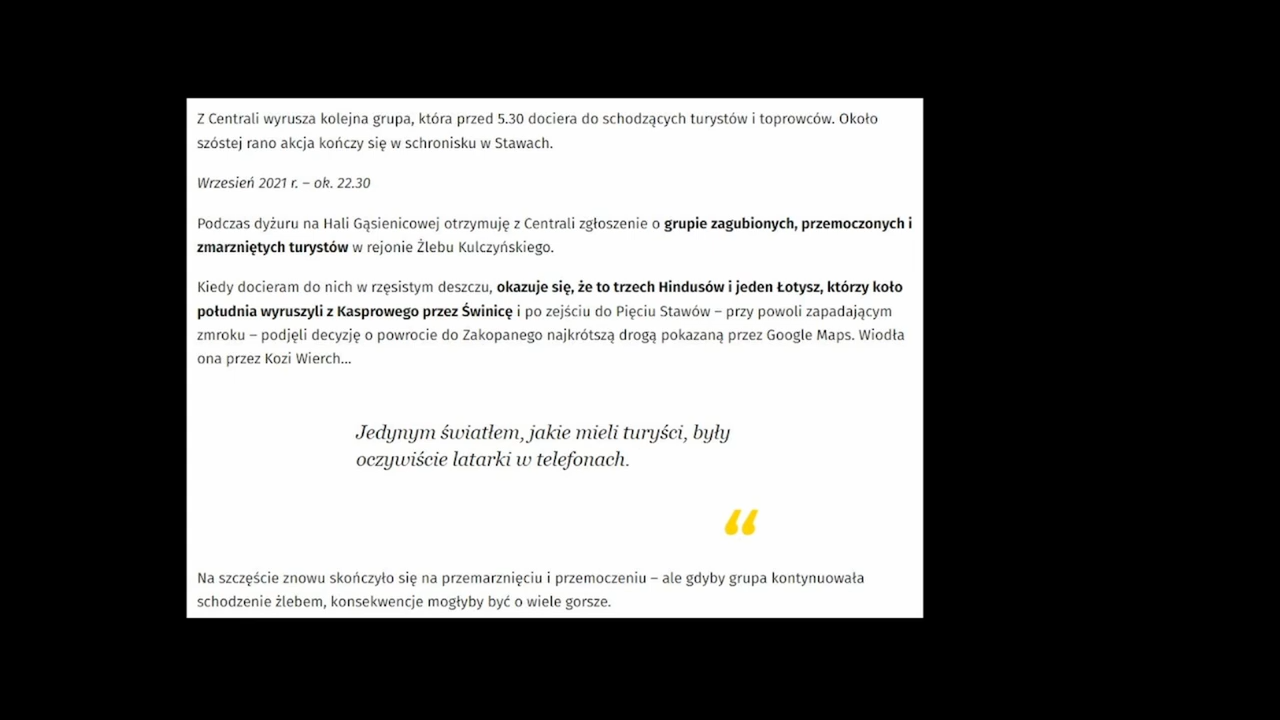 Z Centrali wyrusza kolejna grupa, która przed 5.30 dociera do schodzących turystów i toprowców. Około
szóstej rano akcja kończy się w schronisku w Stawach.
Wrzesień 2021 r. – ok. 22.30
Podczas dyżuru na Hali Gąsienicowej otrzymuję z Centrali zgłoszenie o grupie zagubionych, przemoczonych i
zmarzniętych turystów w rejonie Żlebu Kulczyńskiego.
Kiedy docieram do nich w rzęsistym deszczu, okazuje się, że to trzech Hindusów i jeden Łotysz, którzy koło
południa wyruszyli z Kasprowego przez Świnicę i po zejściu do Pięciu Stawów – przy powoli zapadającym
zmroku – podjęli decyzję o powrocie do Zakopanego najkrótszą drogą pokazaną przez Google Maps. Wiodła
ona przez Kozi Wierch...
Jedynym światłem, jakie mieli turyści, były
oczywiście latarki w telefonach.
“
Na szczęście znowu skończyło się na przemarznięciu i przemoczeniu – ale gdyby grupa kontynuowała
schodzenie żlebem, konsekwencje mogłyby być o wiele gorsze.